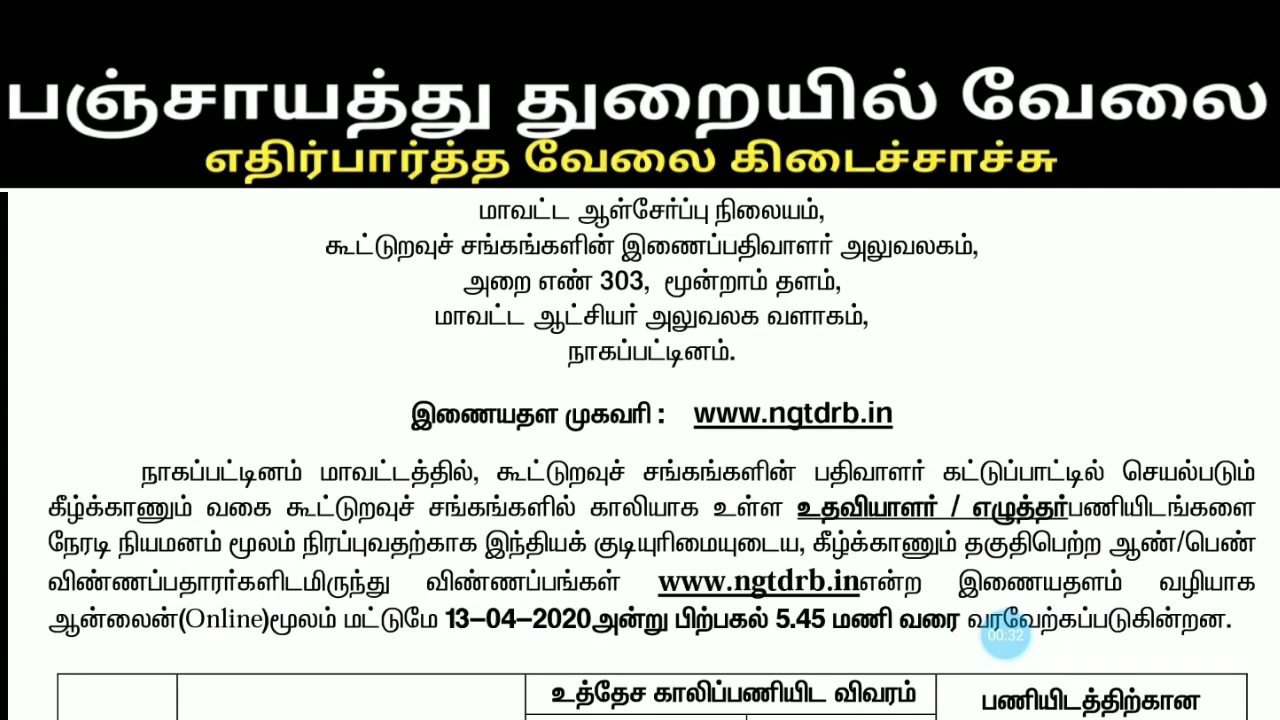 பஞ்சாயத்து துறையில் வேலை
எதிர்பார்த்த வேலை கிடைச்சாச்சு
மாவட்ட ஆள்சேர்ப்பு நிலையம்,
கூட்டுறவுச் சங்கங்களின் இணைப்பதிவாளர் அலுவலகம்,
அறை எண் 303, மூன்றாம் தளம்,
மாவட்ட ஆட்சியர் அலுவலக வளாகம்,
நாகப்பட்டினம்.
இணையதள முகவரி : www.ngtdrb.in
நாகப்பட்டினம் மாவட்டத்தில், கூட்டுறவுச் சங்கங்களின் பதிவாளர் கட்டுப்பாட்டில் செயல்படும்
கீழ்க்காணும் வகை கூட்டுறவுச் சங்கங்களில் காலியாக உள்ள உதவியாளர் / எழுத்தர்பணியிடங்களை
நேரடி நியமனம் மூலம் நிரப்புவதற்காக இந்தியக் குடியுரிமையுடைய, கீழ்க்காணும் தகுதிபெற்ற ஆண்/பெண்
விண்ணப்பதாரர்களிடமிருந்து விண்ணப்பங்கள் www.ngtdrb.inஎன்ற இணையதளம் வழியாக
ஆன்லைன்(Online)மூலம் மட்டுமே 13-04-2020அன்று பிற்பகல் 5.45 மணி வரை வரவேற்கப்படுகின்றன.
00:32
உத்தேச காலிப்பணியிட விவரம்
பணியிடத்திற்கான